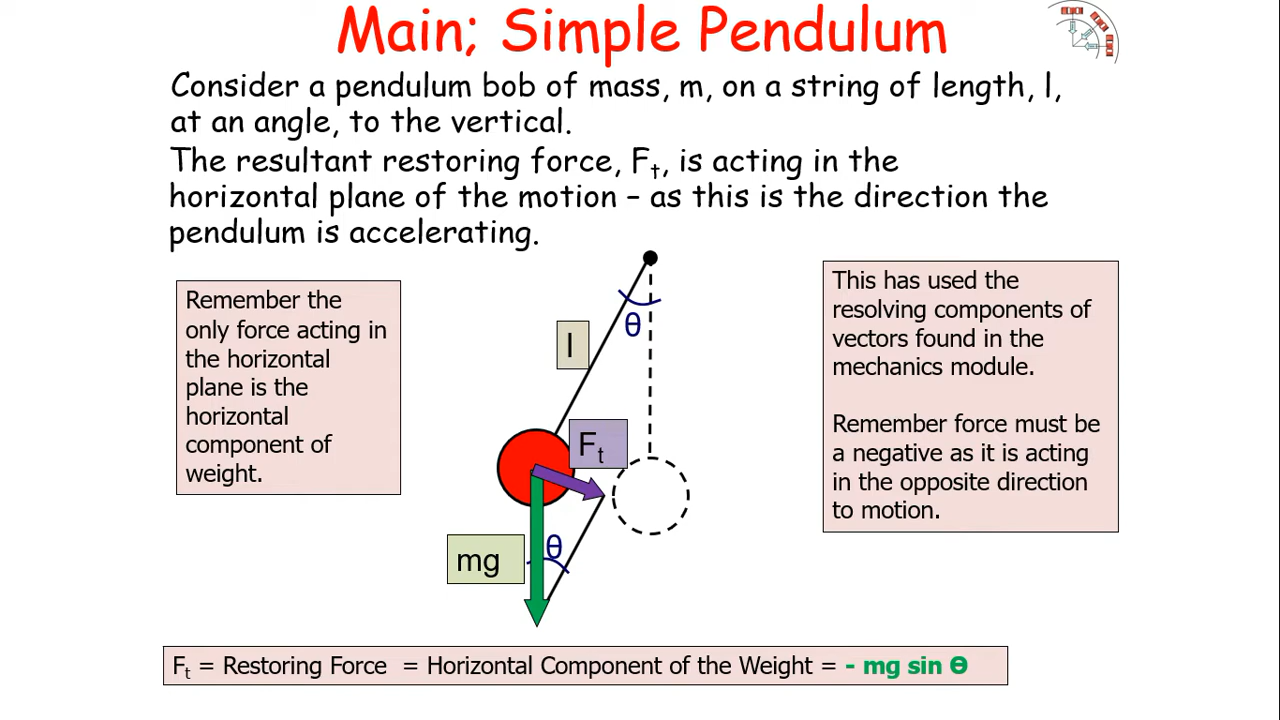 Main; Simple Pendulum
Consider a pendulum bob of mass, m, on a string of length, l,
at an angle, to the vertical.
The resultant restoring force, Ft, is acting in the
horizontal plane of the motion – as this is the direction the
pendulum is accelerating.
Remember the
only force acting in
the horizontal
plane is the
horizontal
component of
weight.
θ
l
Ft
mg
θ
This has used the
resolving components of
vectors found in the
mechanics module.
Remember force must be
a negative as it is acting
in the opposite direction
to motion.
Ft = Restoring Force = Horizontal Component of the Weight = - mg sin Θ